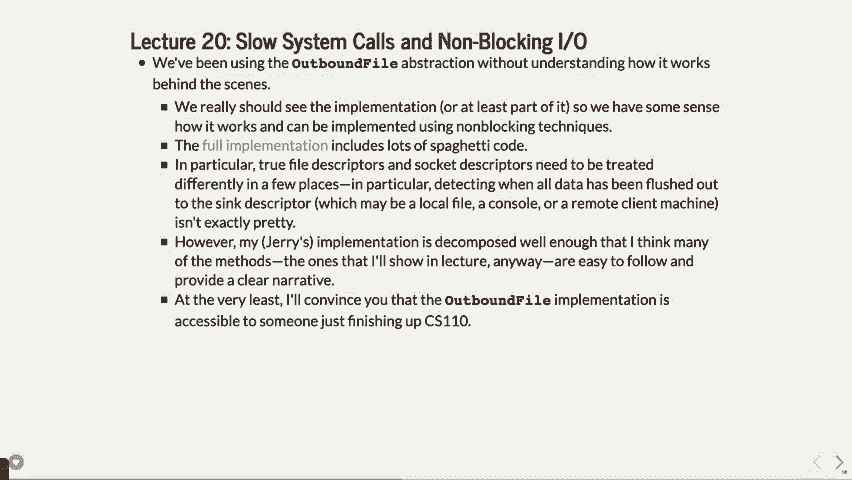 Lecture 20: Slow System Calls and Non-Blocking I/O
• We've been using the OutboundFile abstraction without understanding how it works
behind the scenes.
▪ We really should see the implementation (or at least part of it) so we have some sense
how it works and can be implemented using nonblocking techniques.
▪ The full implementation includes lots of spaghetti code.
▪ In particular, true file descriptors and socket descriptors need to be treated
differently in a few places—in particular, detecting when all data has been flushed out
to the sink descriptor (which may be a local file, a console, or a remote client machine)
isn't exactly pretty.
▪ However, my (Jerry's) implementation is decomposed well enough that I think many
of the methods—the ones that I'll show in lecture, anyway—are easy to follow and
provide a clear narrative.
▪ At the very least, I'll convince you that the OutboundFile implementation is
accessible to someone just finishing up CS110.